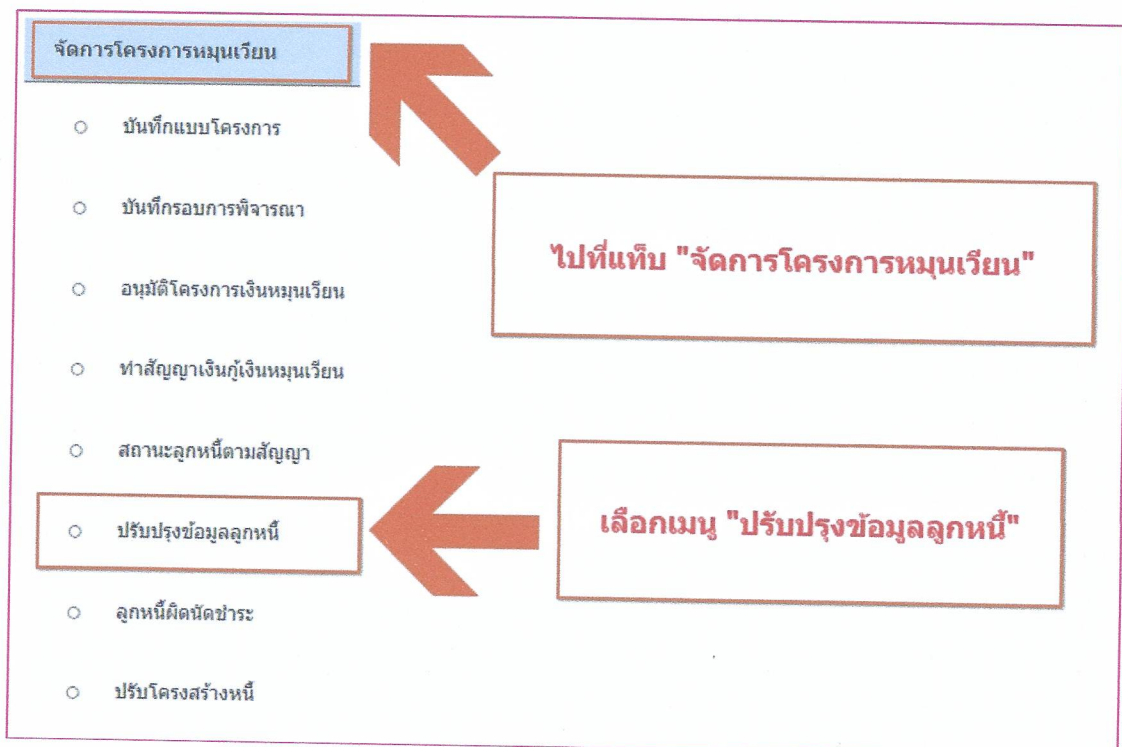 จัดการโครงการหมุนเวียน
บันทึกแบบโครงการ
บันทึกรอบการพิจารณา
ไปที่แท็บ "จัดการโครงการหมุนเวียน"
อนุมัติโครงการเงินหมุนเวียน
ทำสัญญาเงินกู้เงินหมุนเวียน
สถานะลูกหนี้ตามสัญญา
ปรับปรุงข้อมูลลูกหนี้
เลือกเมนู "ปรับปรุงข้อมูลลูกหนี้"
ลูกหนี้ผิดนัดชำระ
ปรับโครงสร้างหนี้